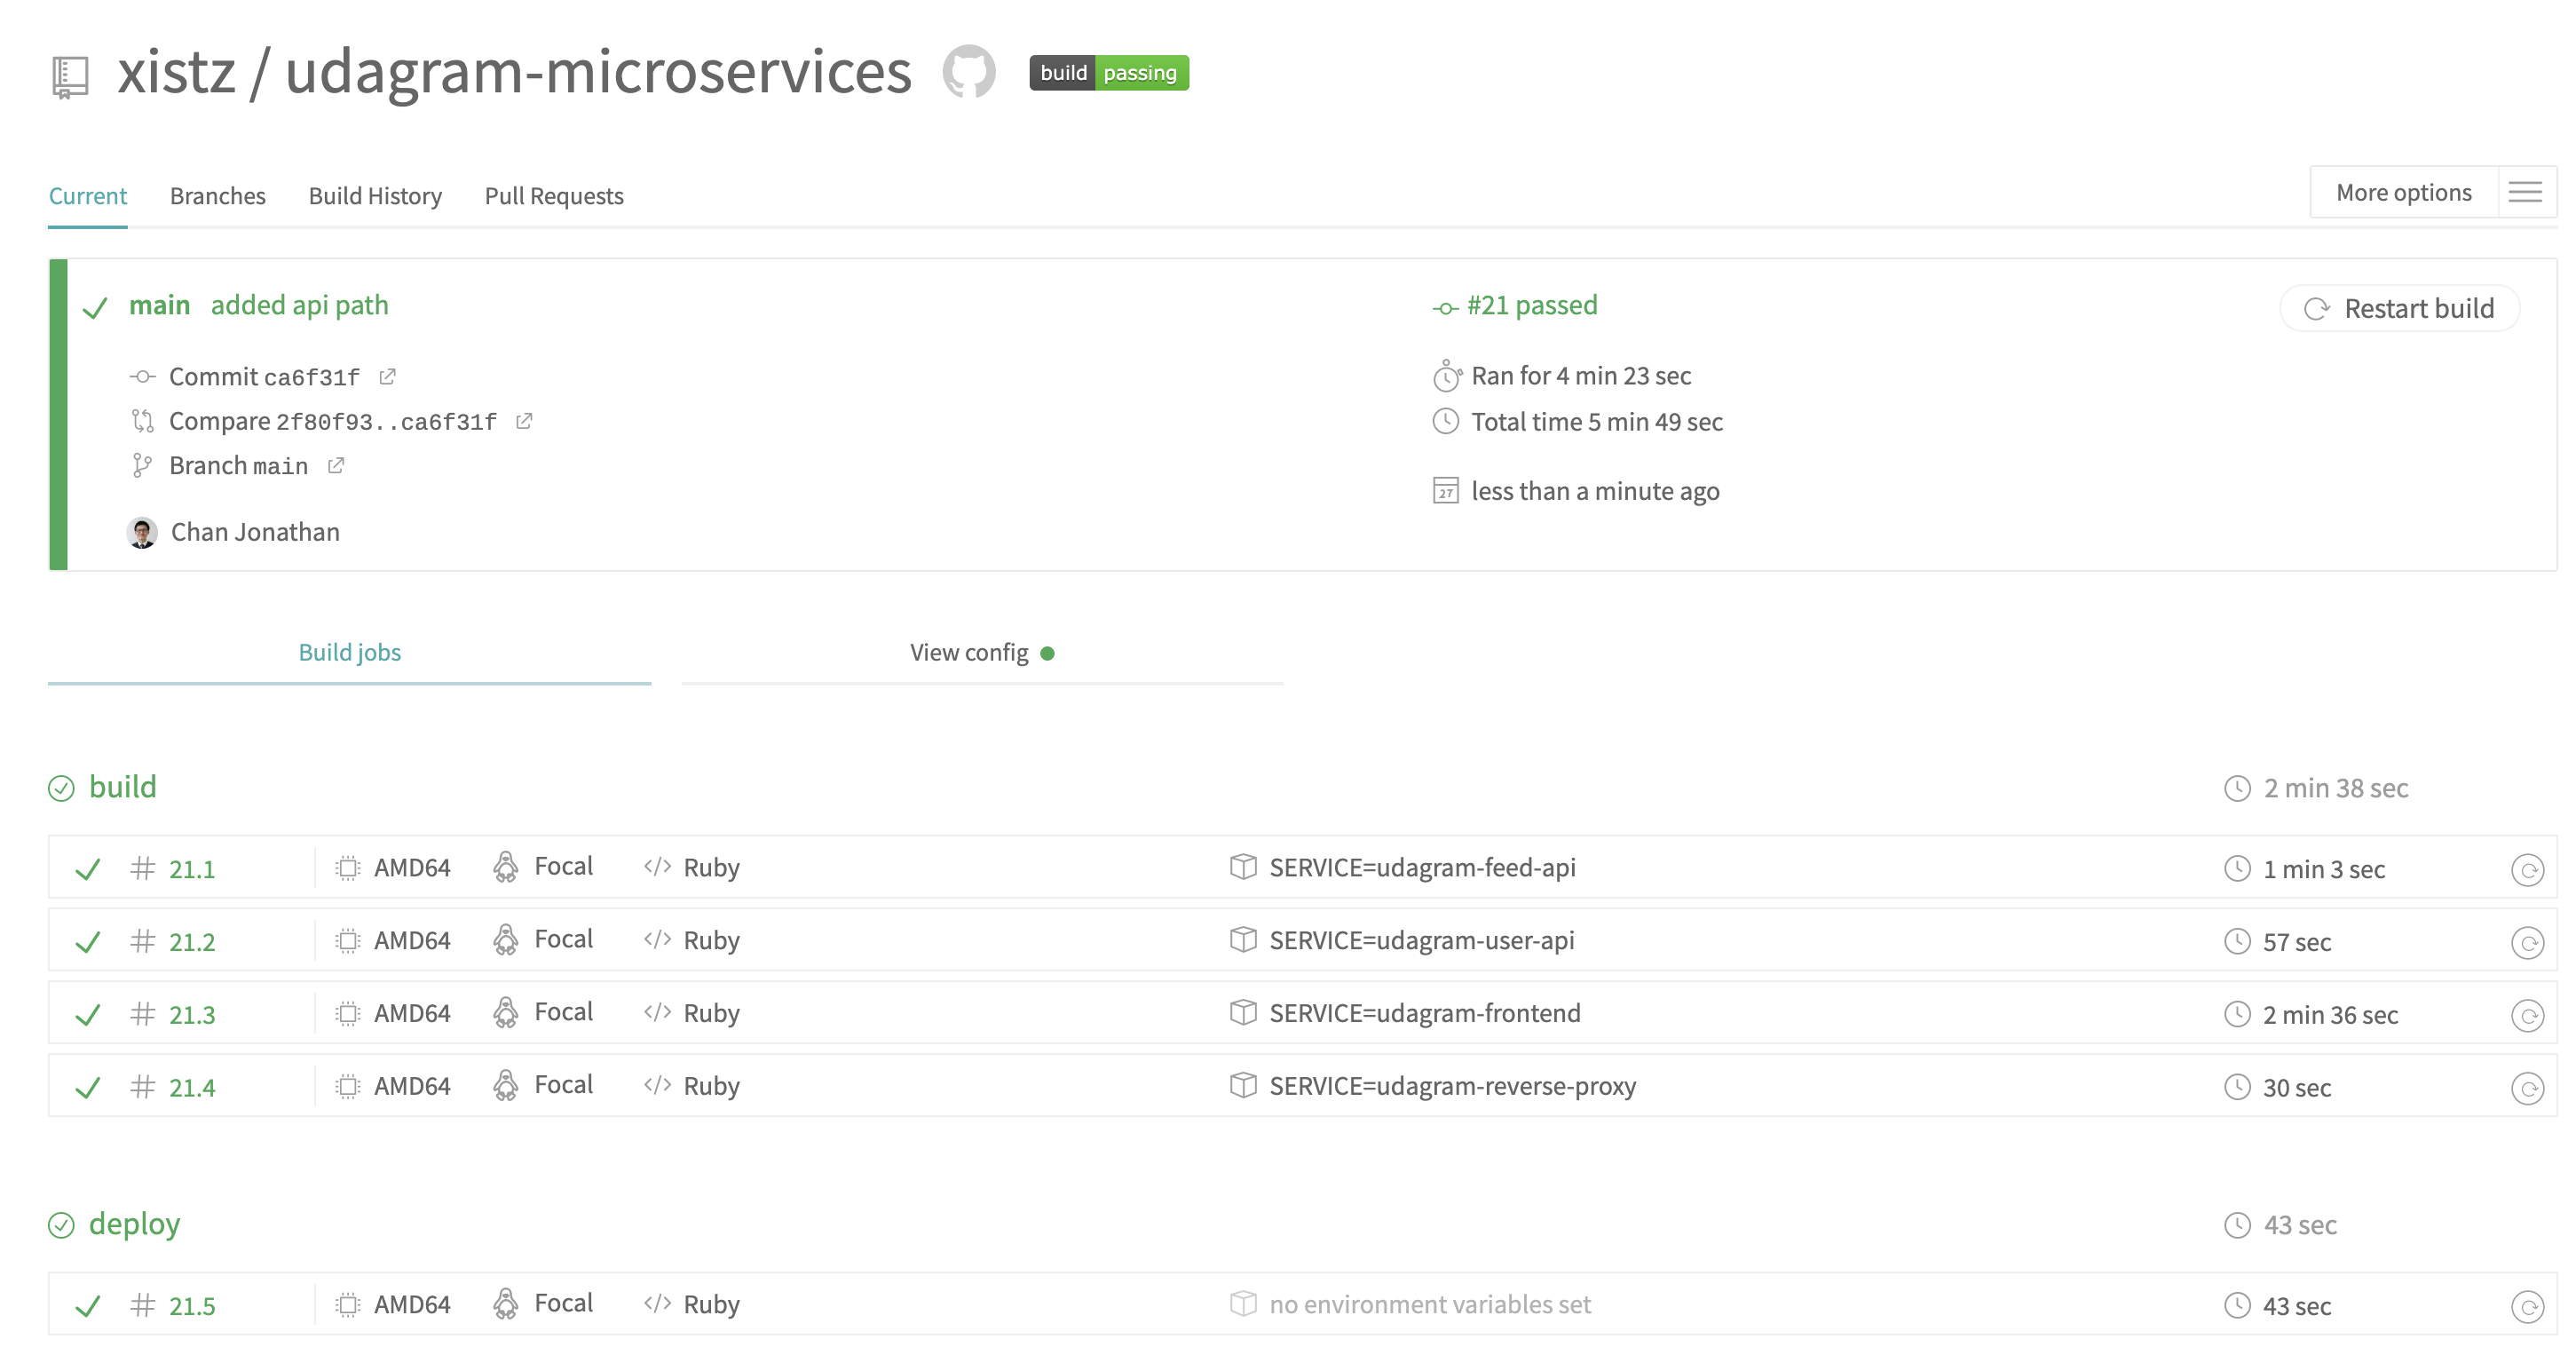 xistz / udagram-microservices build passing
Current Branches Build History Pull Requests More options
main added api path #21 passed Restart build
Commit ca6f31f Ran for 4 min 23 sec
Compare 2f80f93..ca6f31f Total time 5 min 49 sec
Branch main
27 less than a minute ago
Chan Jonathan
Build jobs View config
build 2 min 38 sec
# 21.1 AMD64 Focal </> Ruby SERVICE=udagram-feed-api 1 min 3 sec
# 21.2 AMD64 Focal </> Ruby SERVICE=udagram-user-api 57 sec
# 21.3 AMD64 Focal </> Ruby SERVICE=udagram-frontend 2 min 36 sec
# 21.4 AMD64 Focal </> Ruby SERVICE=udagram-reverse-proxy 30 sec
deploy 43 sec
# 21.5 AMD64 Focal </> Ruby no environment variables set 43 sec